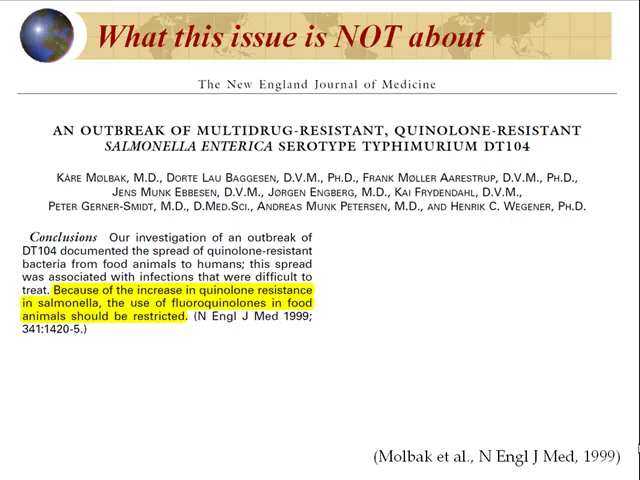 What this issue is NOT about
The New England Journal of Medicine
AN OUTBREAK OF MULTIDRUG-RESISTANT, QUINOLONE-RESISTANT
SALMONELLA ENTERICA SEROTYPE TYPHIMURIUM DT104
KÅRE MØLBAK, M.D., DORTE LAU BAGGESEN, D.V.M., PH.D., FRANK MØLLER AARESTRUP, D.V.M., PH.D.,
JENS MUNK EBBESEN, D.V.M., JØRGEN ENGBERG, M.D., KAI FRYDENDAHL, D.V.M.,
PETER GERNER-SMIDT, M.D., D.MED.SCI., ANDREAS MUNK PETERSEN, M.D., AND HENRIK C. WEGENER, PH.D.
Conclusions Our investigation of an outbreak of
DT104 documented the spread of quinolone-resistant
bacteria from food animals to humans; this spread
was associated with infections that were difficult to
treat. Because of the increase in quinolone resistance
in salmonella, the use of fluoroquinolones in food
animals should be restricted. (N Engl J Med 1999;
341:1420-5.)
(Molbak et al., N Engl J Med, 1999)